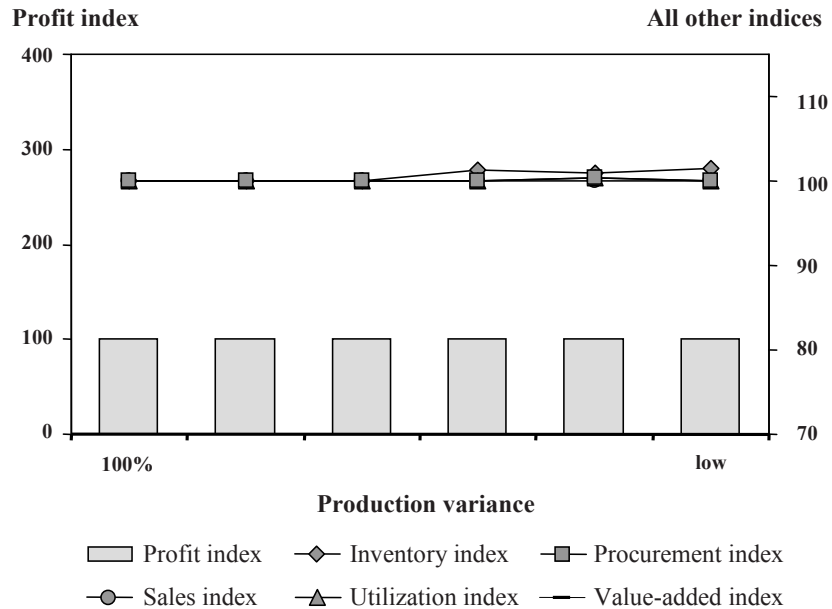 Profit index All other indices
400
300
200
100
0
110
100
90
80
70
100% low
Production variance
Profit index Inventory index Procurement index
Sales index Utilization index Value-added index